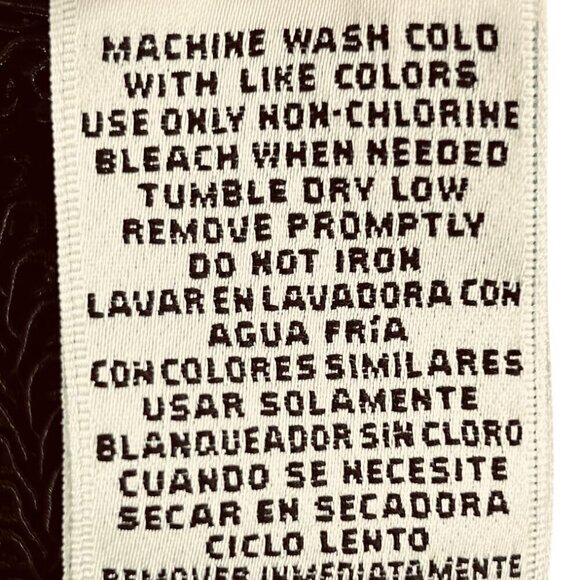 MACHINE WASH COLD
WITH LIKE COLORS
USE ONLY NON-CHLORINE
BLEACH WHEN NEEDED
TUMBLE DRY LOW
REMOVE PROMPTLY
DO NOT IRON
LAVAR EN LAVADORA CON
AGUA FRíA
CON COLORES SIMILARES
USAR SOLAMENTE
BLANQUEADOR SIN CLORO
CUANDO SE NECESITE
SECAR EN SECADORA
CICLO LENTO
REMOVER INMEDIATAMENTE